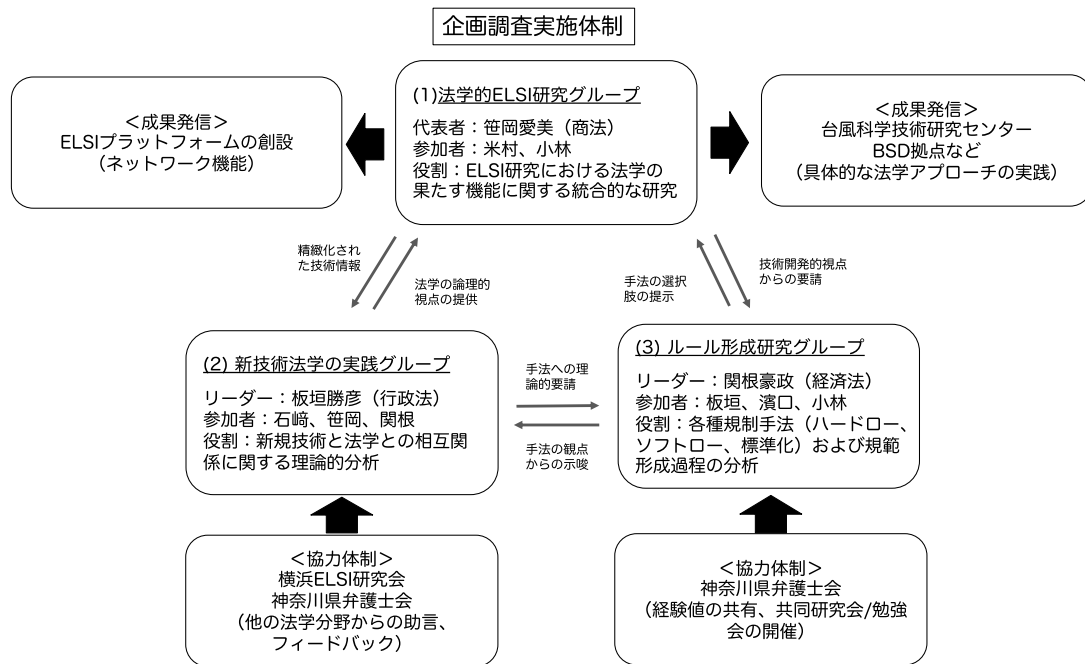 企画調査実施体制
＜成果発信＞
ELSIプラットフォームの創設
（ネットワーク機能）
(1)法学的ELSI研究グループ
代表者：笹岡愛美（商法）
参加者：米村、小林
役割：ELSI研究における法学の
果たす機能に関する統合的な研究
＜成果発信＞
台風科学技術研究センター
BSD拠点など
（具体的な法学アプローチの実践）
精緻化され
た技術情報
法学の論理的
視点の提供
手法の選択
肢の提示
技術開発的視点
からの要請
(2) 新技術法学の実践グループ
リーダー：板垣勝彦（行政法）
参加者：石﨑、笹岡、関根
役割：新規技術と法学との相互関
係に関する理論的分析
手法への理
論的要請
手法の観点
からの示唆
(3) ルール形成研究グループ
リーダー：関根豪政（経済法）
参加者：板垣、濱口、小林
役割：各種規制手法（ハードロー、
ソフトロー、標準化）および規範
形成過程の分析
＜協力体制＞
横浜ELSI研究会
神奈川県弁護士会
（他の法学分野からの助言、
フィードバック）
＜協力体制＞
神奈川県弁護士会
（経験値の共有、共同研究会/勉強
会の開催）